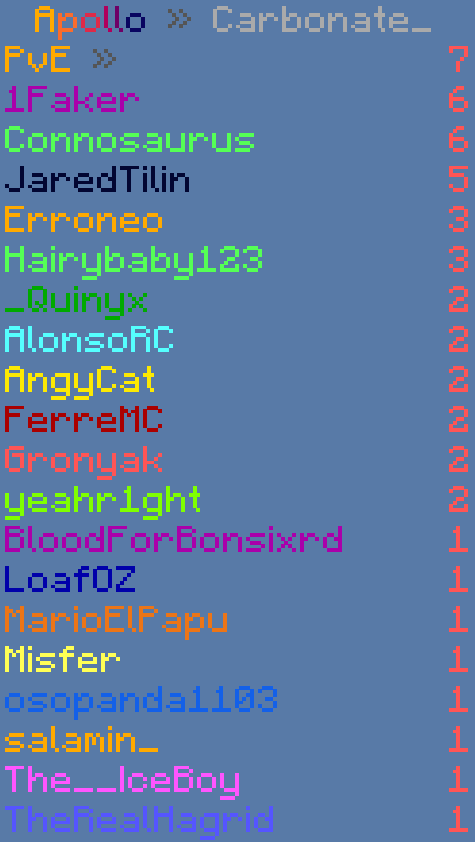 Apollo » Carbonate_
PvE » 7
1Faker 6
Connosaurus 6
JaredTilin 5
Erroneo 3
Hairybaby123 3
_Quinyx 2
AlonsoRC 2
AngyCat 2
FerreMC 2
Gronyak 2
yeahr1ght 2
BloodForBonsixrd 1
LoafOZ 1
MarioElPapu 1
Misfer 1
osopanda1103 1
salamin_ 1
The__IceBoy 1
TheRealHagrid 1